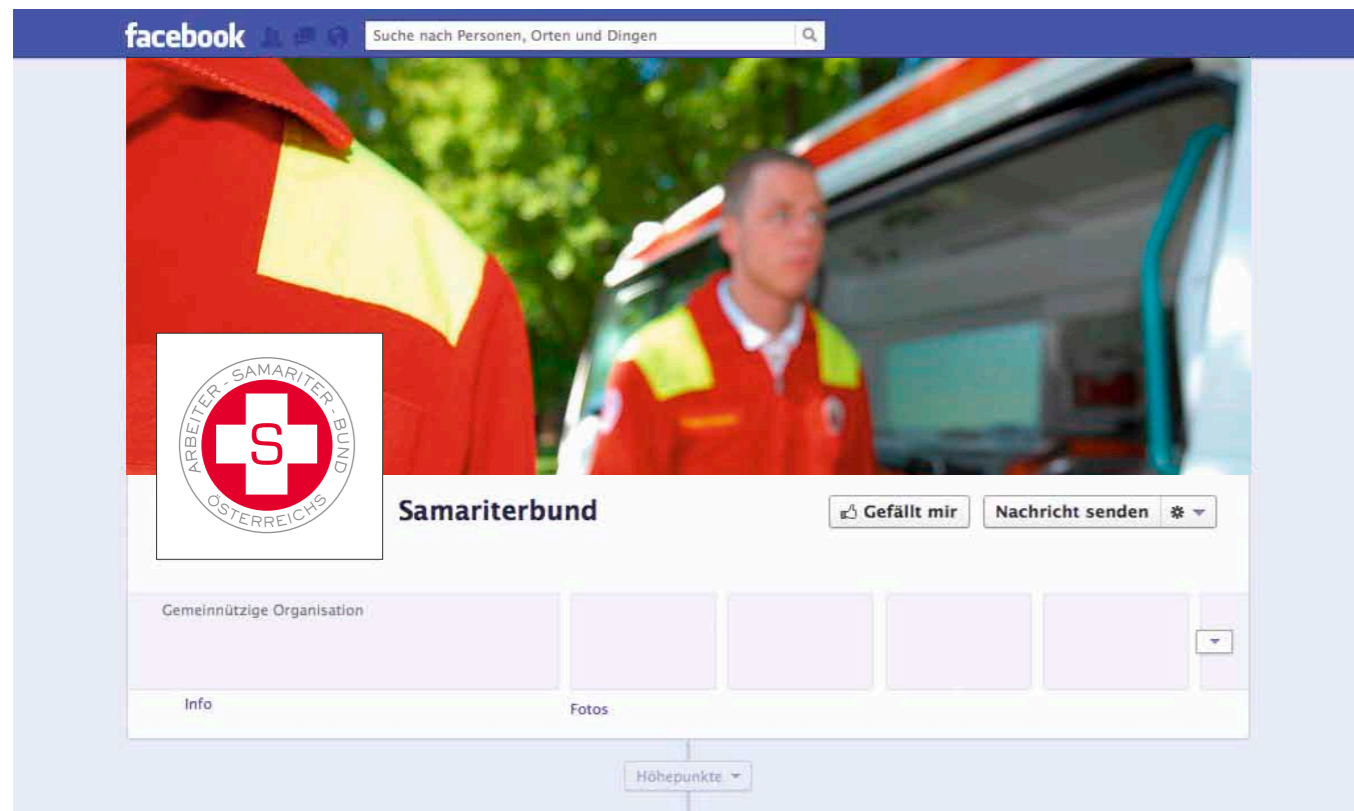 facebook
Suche nach Personen, Orten und Dingen
ARBEITER - SAMARITER - BUND
S
ÖSTERREICHS
Samariterbund
Gefällt mir
Nachricht senden
Gemeinnützige Organisation
Info
Fotos
Höhepunkte